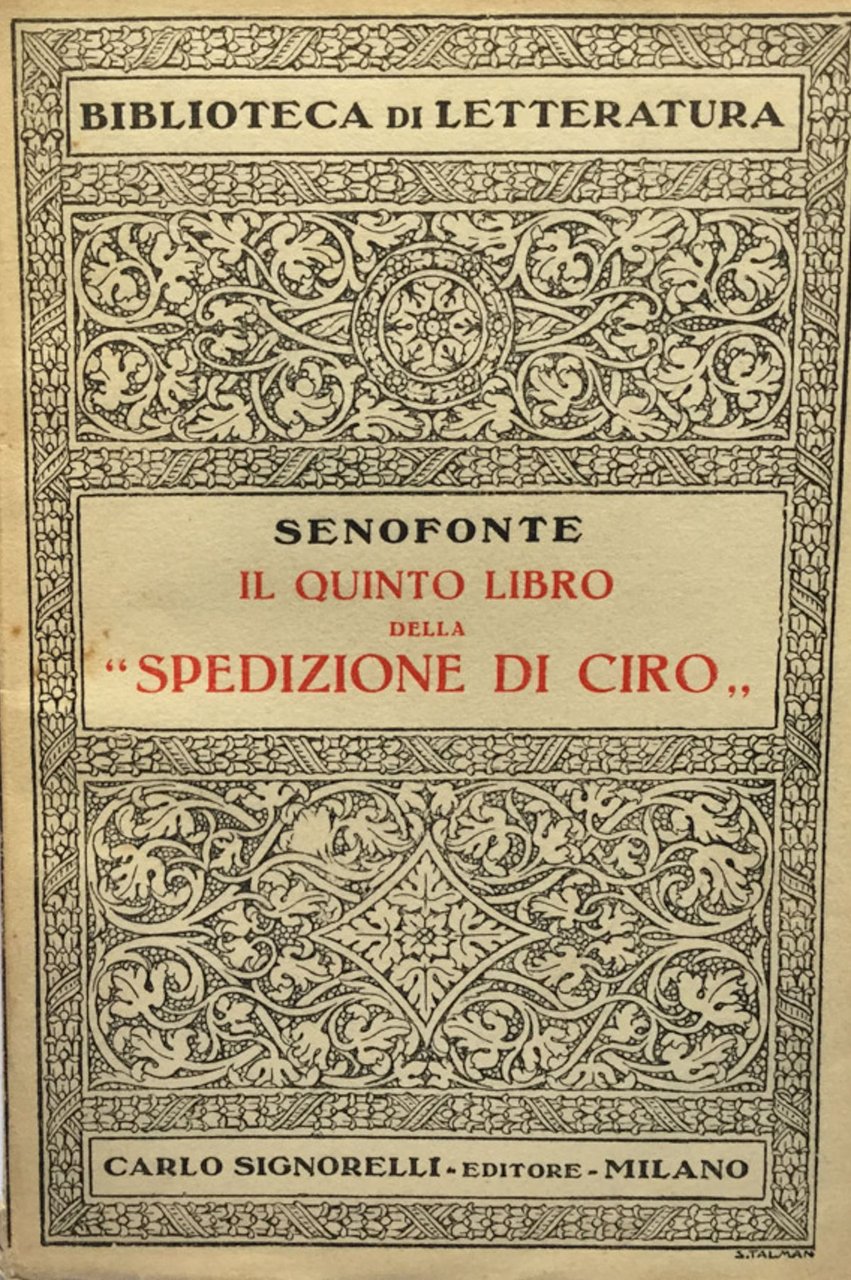 BIBLIOTECA DI LETTERATURA
SENOFONTE
IL QUINTO LIBRO
DELLA
“SPEDIZIONE DI CIRO„
CARLO SIGNORELLI - EDITORE - MILANO
S. TALMAN